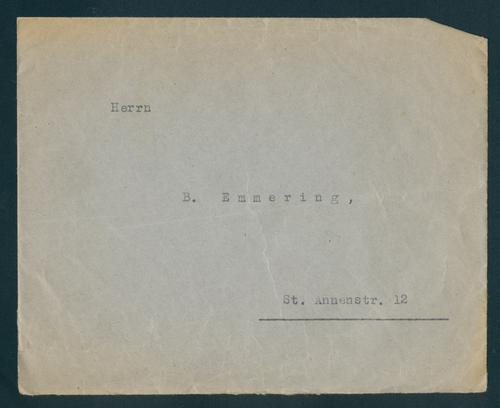 Herrn
B. Emmering,
St. Annenstr. 12